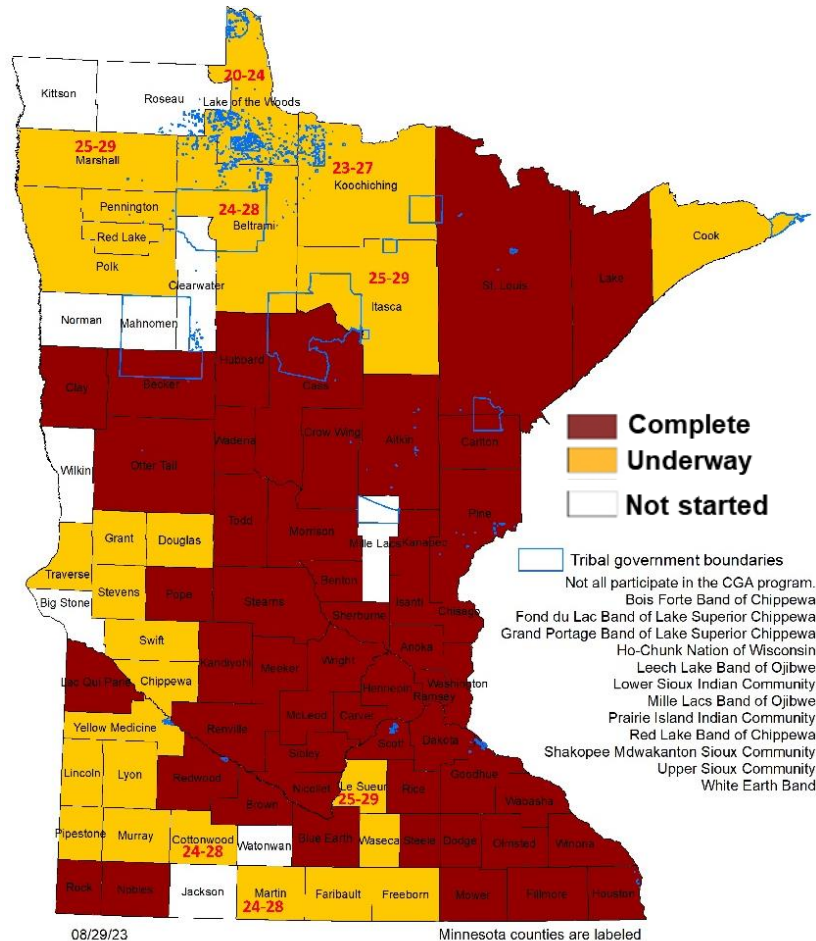 20-24
Kittson
Roseau
Lake of the Woods
25-29
Marshall
23-27
Koochiching
Pennington
24-28
Beltrami
Red Lake
Polk
Cook
Clearwater
25-29
Itasca
St. Louis
Lake
Norman
Mahnomen
Hubbard
Clay
Becker
Cass
Wadena
Crow Wing
Aitkin
Carlton
Otter Tail
Wilkin
Complete
Underway
Not started
Todd
Morrison
Pine
Grant
Douglas
Mille Lacs
Kanabec
Traverse
Stevens
Pope
Benton
Big Stone
Stearns
Isanti
Chisago
Sherburne
Swift
Anoka
Kandiyohi
Meeker
Wright
Washington
Lac Qui Parle
Chippewa
Hennepin
Ramsey
McLeod
Carver
Yellow Medicine
Renville
Scott
Dakota
Sibley
Lincoln
Lyon
Redwood
Nicollet
Le Sueur
Rice
Goodhue
25-29
Brown
Wabasha
Pipestone
Murray
Cottonwood
24-28
Watonwan
Blue Earth
Waseca
Steele
Dodge
Olmsted
Winona
Rock
Nobles
Jackson
Martin
24-28
Faribault
Freeborn
Mower
Fillmore
Houston
Tribal government boundaries
Not all participate in the CGA program.
Bois Forte Band of Chippewa
Fond du Lac Band of Lake Superior Chippewa
Grand Portage Band of Lake Superior Chippewa
Ho-Chunk Nation of Wisconsin
Leech Lake Band of Ojibwe
Lower Sioux Indian Community
Mille Lacs Band of Ojibwe
Prairie Island Indian Community
Red Lake Band of Chippewa
Shakopee Mdwakanton Sioux Community
Upper Sioux Community
White Earth Band
08/29/23
Minnesota counties are labeled